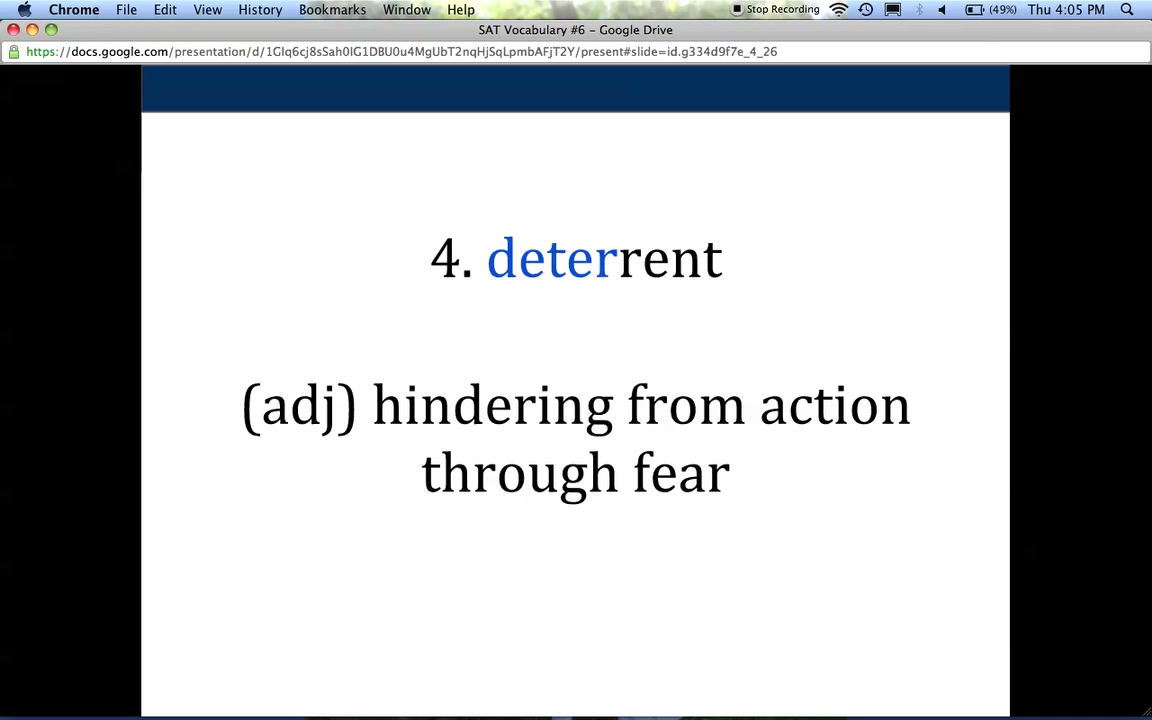 Chrome File Edit View History Bookmarks Window Help Stop Recording (49%) Thu 4:05 PM
SAT Vocabulary #6 – Google Drive
https://docs.google.com/presentation/d/1Glq6cj8sSah0IG1DBU0u4MgUbT2nqHjSqLpmbAFjT2Y/present#slide=id.g334d9f7e_4_26
4. deterrent
(adj) hindering from action
through fear